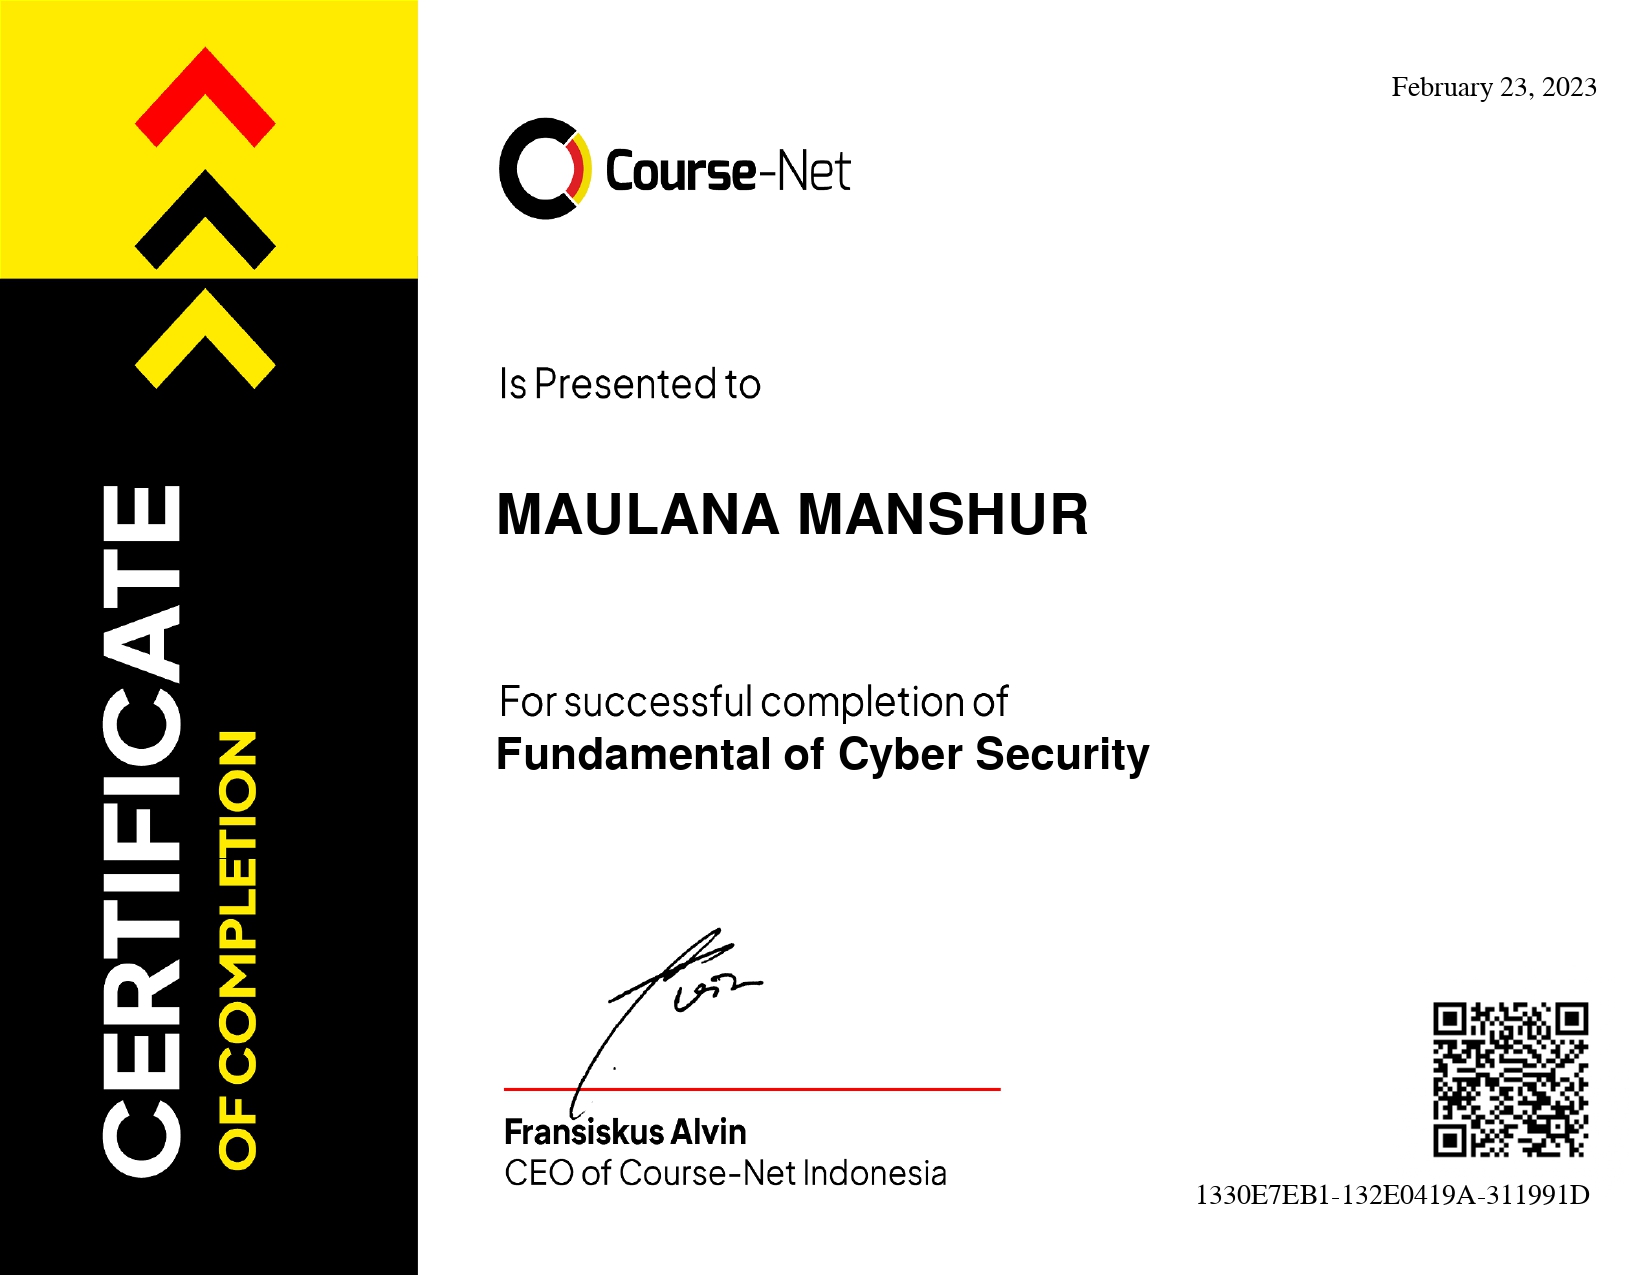 CERTIFICATE
OF COMPLETION
February 23, 2023
Course-Net
Is Presented to
MAULANA MANSHUR
For successful completion of
Fundamental of Cyber Security
Alvin
Fransiskus Alvin
CEO of Course-Net Indonesia
1330E7EB1-132E0419A-311991D